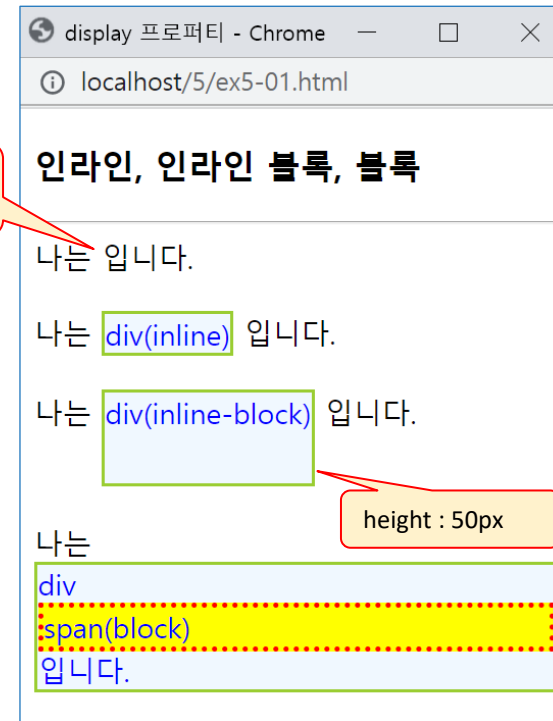 display 프로퍼티 - Chrome
localhost/5/ex5-01.html
인라인, 인라인 블록, 블록
나는 입니다.
나는 div(inline) 입니다.
나는 div(inline-block) 입니다.
height : 50px
나는
div
span(block)
입니다.